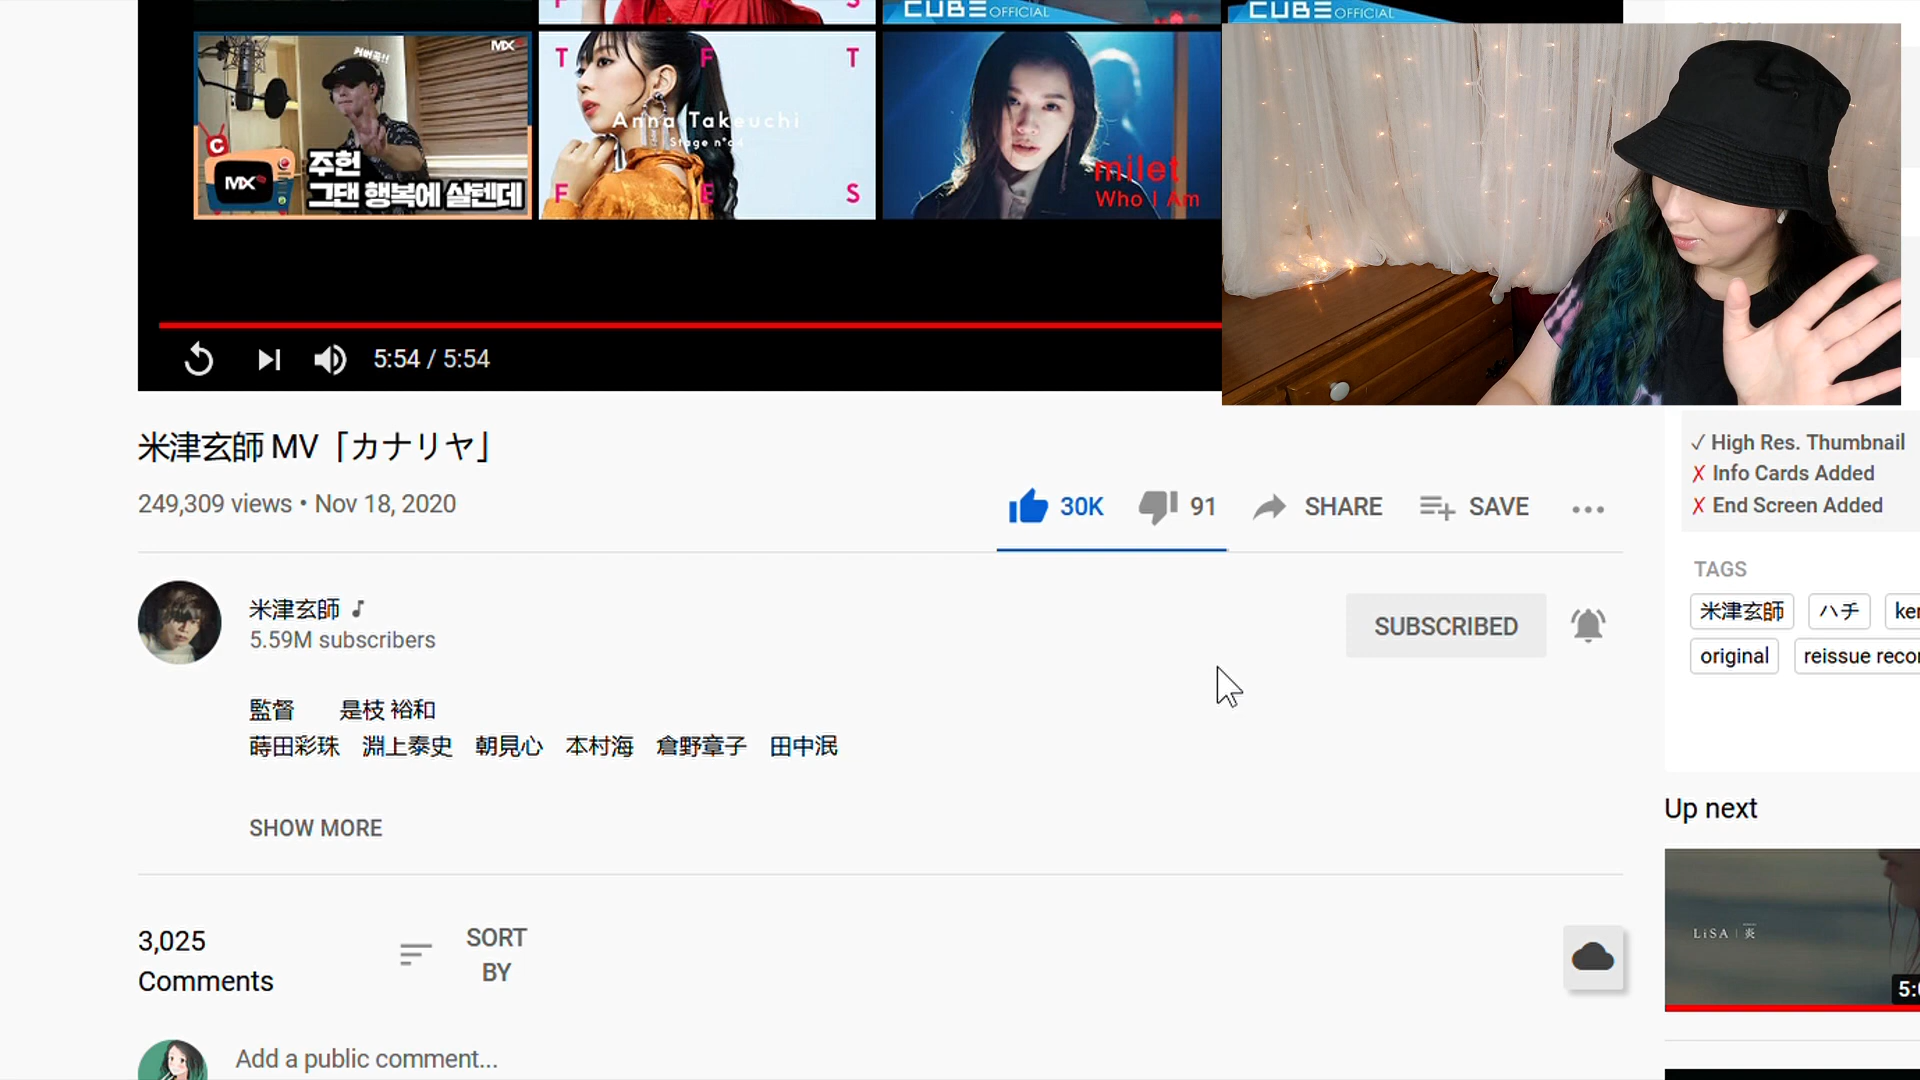 CUBE OFFICIAL
CUBE OFFICIAL
커버곡!!
MX
C
MX
주헌
그댄 행복에 살텐데
T F T
Anna Takeuchi
F E S
milet
Who I Am
5:54 / 5:54
米津玄師 MV「カナリヤ」
249,309 views • Nov 18, 2020
30K
91
SHARE
SAVE
米津玄師
5.59M subscribers
SUBSCRIBED
監督　　是枝 裕和
蒔田彩珠　淵上泰史　朝見心　本村海　倉野章子　田中泯
SHOW MORE
3,025
Comments
SORT
BY
Add a public comment...
✓ High Res. Thumbnail
✗ Info Cards Added
✗ End Screen Added
TAGS
米津玄師
ハチ
original
reissue
Up next
LiSA | 炎